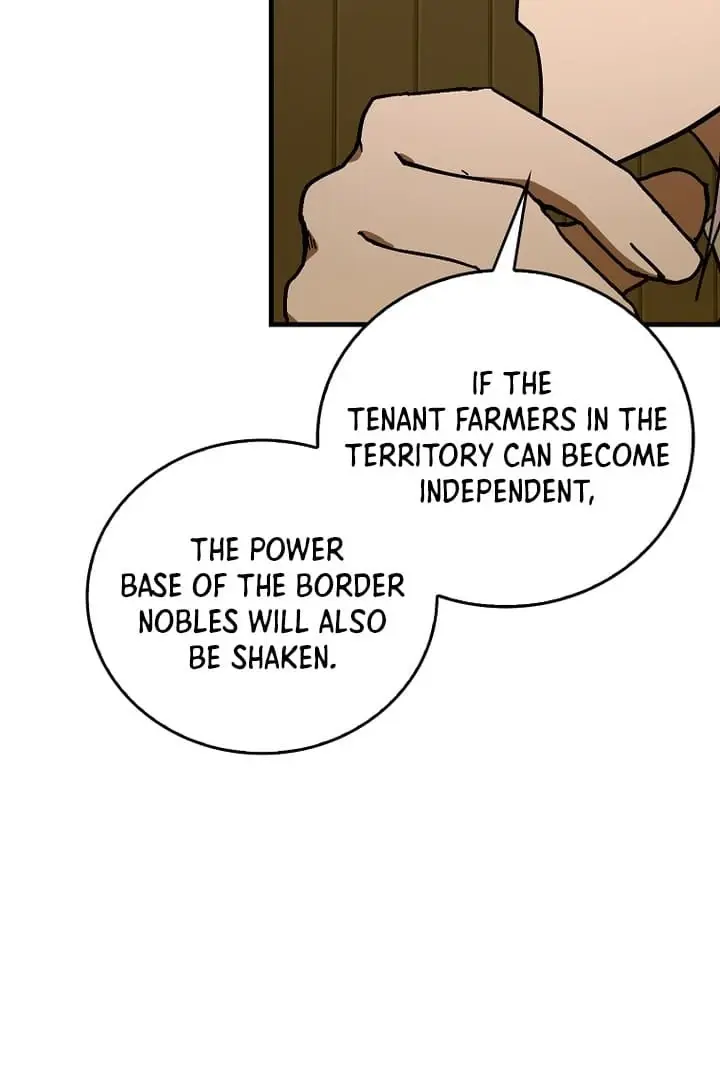 IF THE
TENANT FARMERS IN THE
TERRITORY CAN BECOME
INDEPENDENT,
THE POWER
BASE OF THE BORDER
NOBLES WILL ALSO
BE SHAKEN.